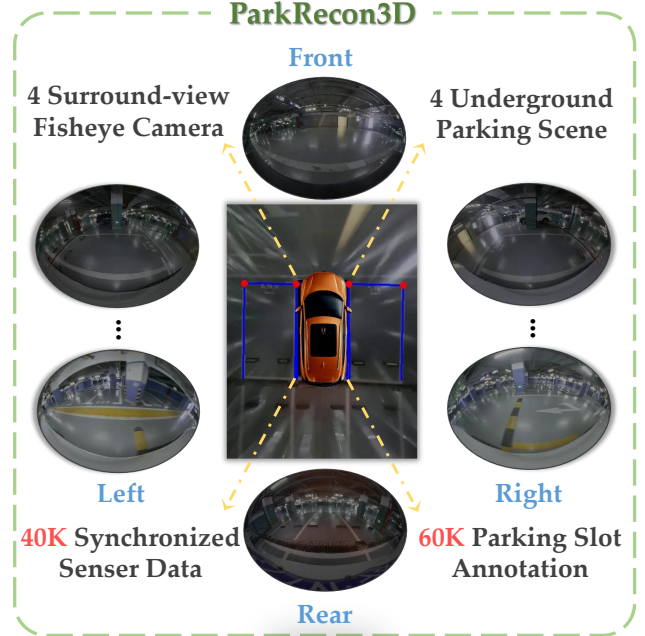 ParkRecon3D
Front
4 Surround-view
Fisheye Camera
4 Underground
Parking Scene
Left
Right
40K Synchronized
Senser Data
60K Parking Slot
Annotation
Rear